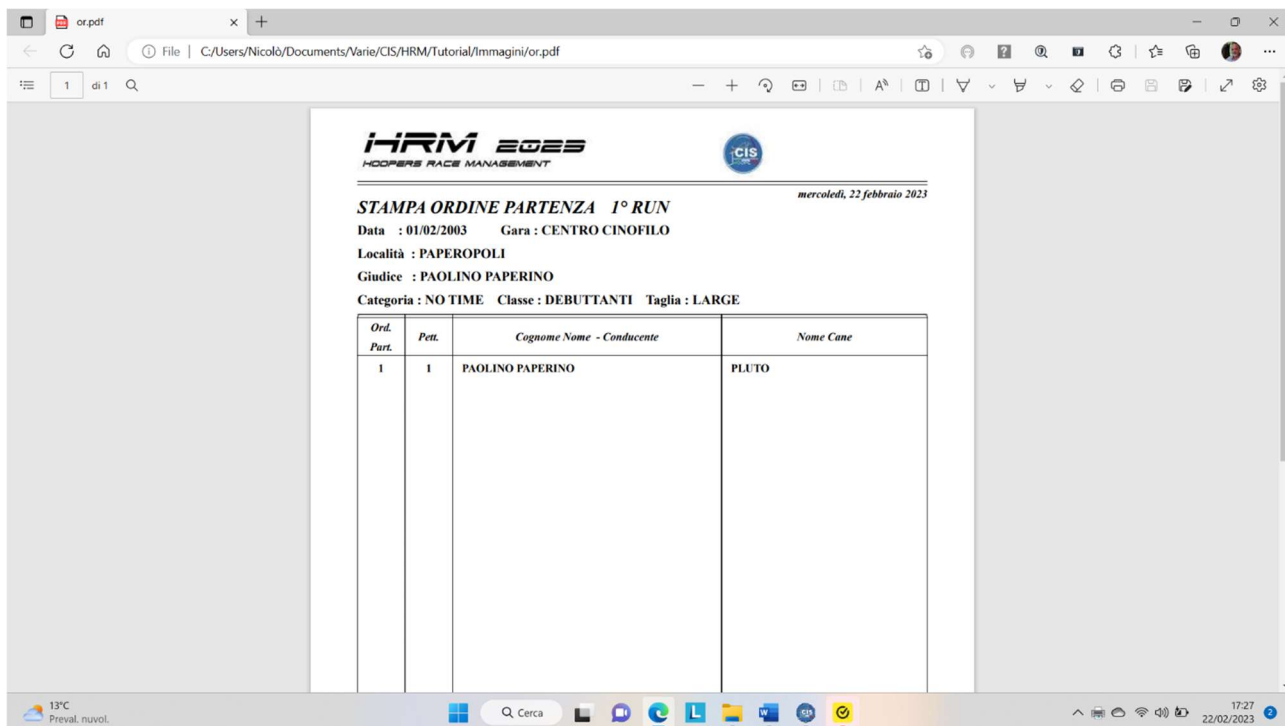 or.pdf
File | C:/Users/Nicolò/Documents/Varie/CIS/HRM/Tutorial/Immagini/or.pdf
1 di 1
HRM 2023
HOOPERS RACE MANAGEMENT
CIS
mercoledì, 22 febbraio 2023
STAMPA ORDINE PARTENZA 1° RUN
Data : 01/02/2003 Gara : CENTRO CINOFILO
Località : PAPEROPOLI
Giudice : PAOLINO PAPERINO
Categoria : NO TIME Classe : DEBUTTANTI Taglia : LARGE
Ord. Part. Pett. Cognome Nome - Conducente Nome Cane
1 1 PAOLINO PAPERINO PLUTO
13°C
Preval. nuvol.
Cerca
17:27
22/02/2023
2